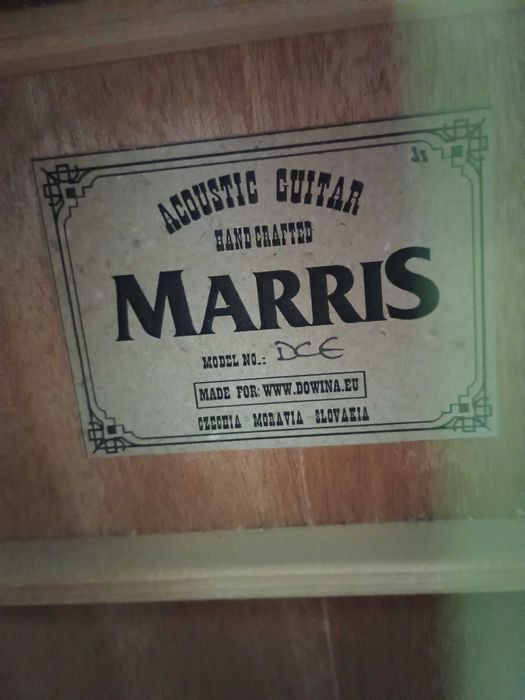 ACOUSTIC GUITAR
HAND CRAFTED
MARRIS
MODEL NO.: DCE
MADE FOR: WWW.DOWINA.EU
CZECHIA MORAVIA SLOVAKIA